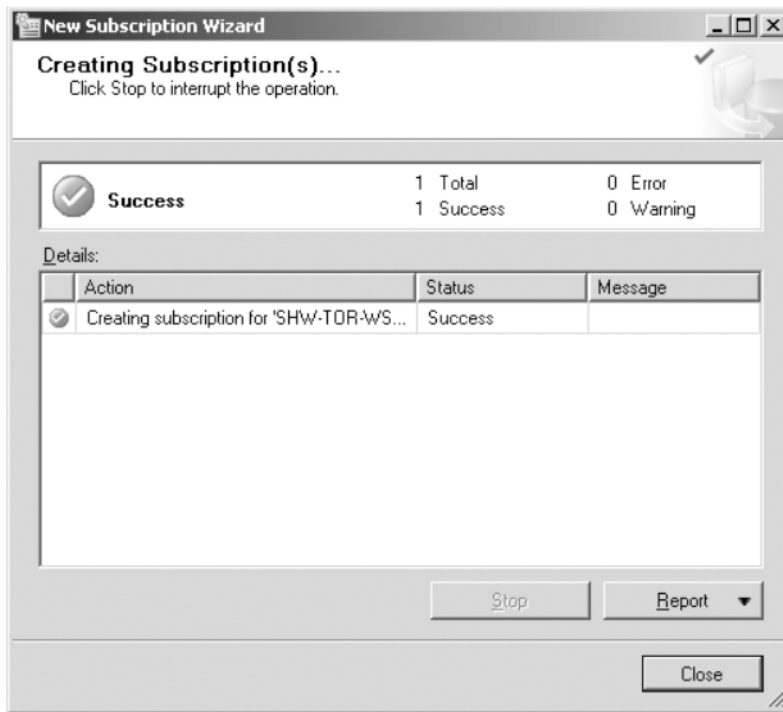 New Subscription Wizard
Creating Subscription(s)...
Click Stop to interrupt the operation.
Success 1 Total 0 Error
1 Success 0 Warning
Details:
Action Status Message
Creating subscription for 'SHW-TOR-WS... Success
Stop Report
Close